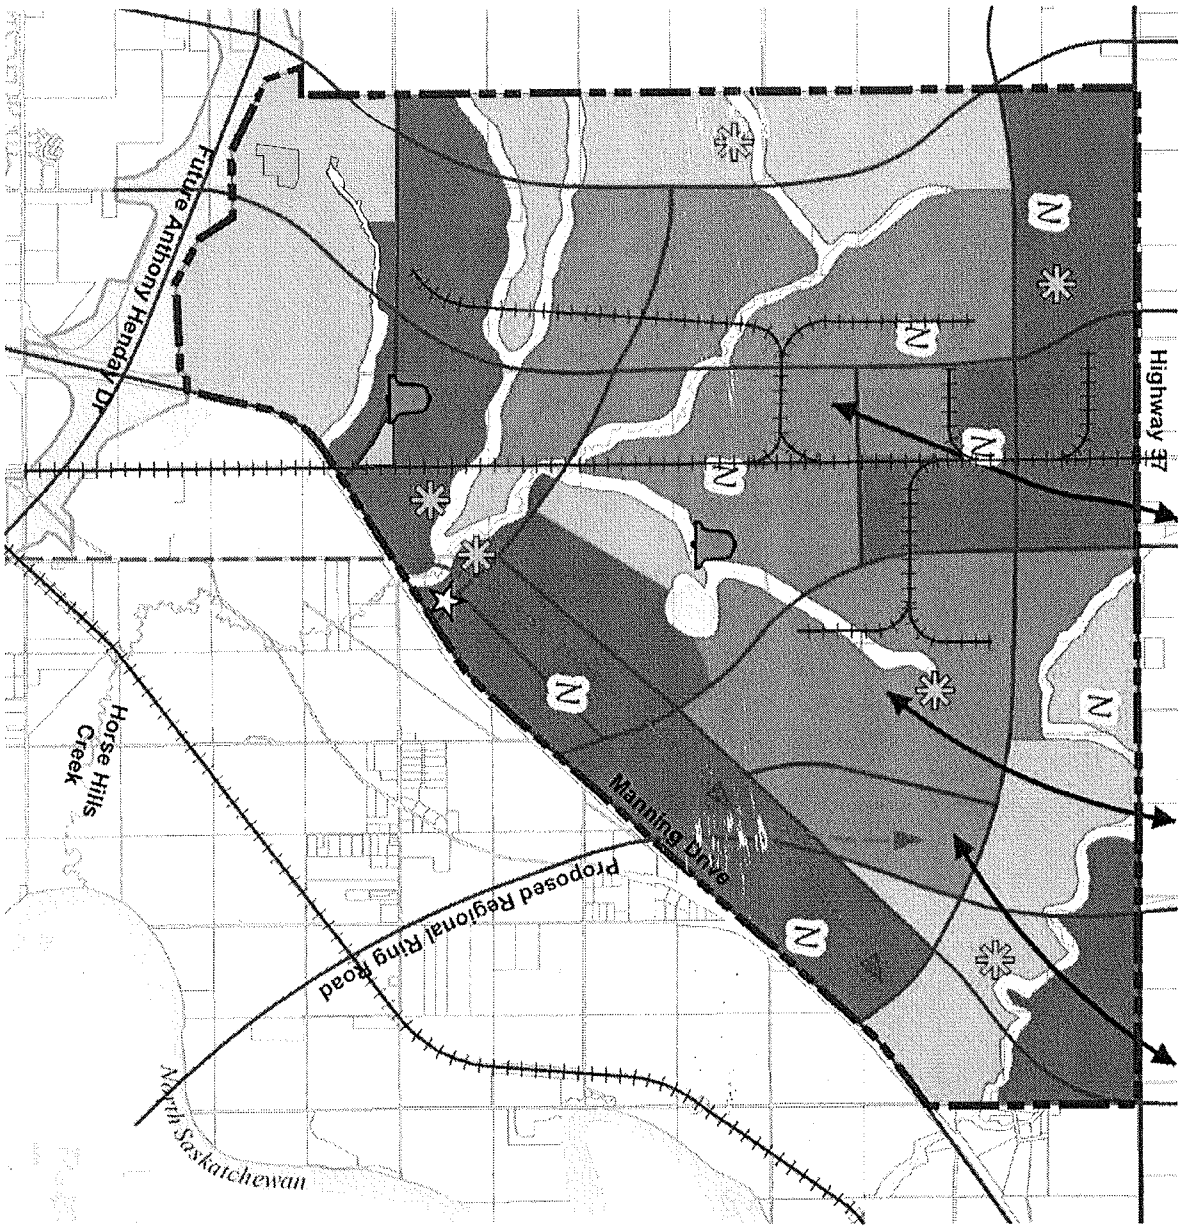 Highway 37
Future Anthony Henday Dr
Manning Drive
Proposed Regional Ring Road
Horse Hills
Creek
North Saskatchewan